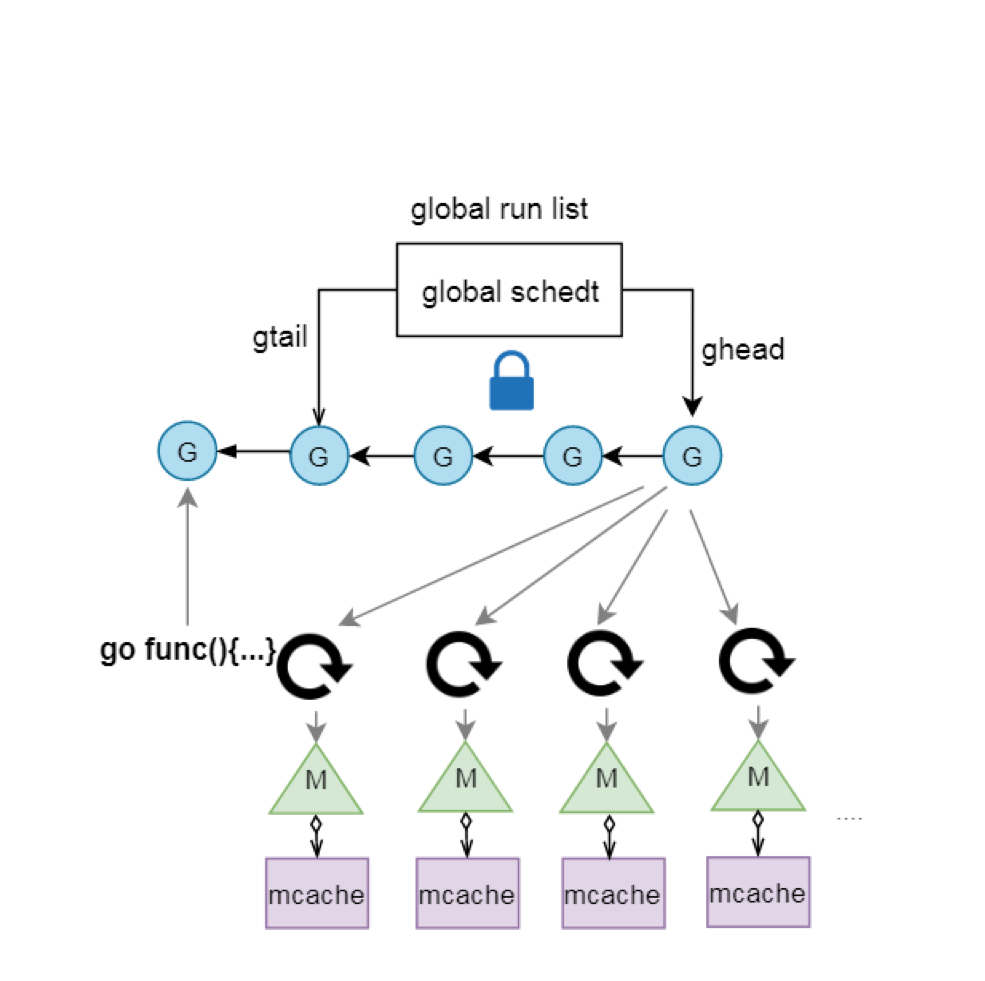 global run list
global schedt
gtail
ghead
G
G
G
G
G
go func(){...}
M
M
M
M
....
mcache
mcache
mcache
mcache